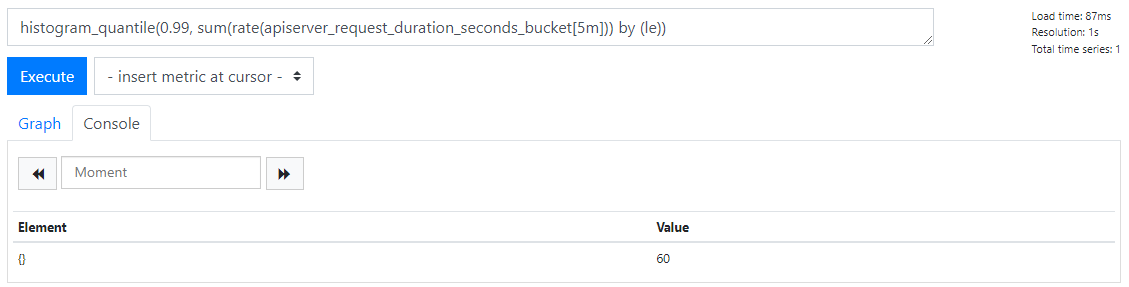 histogram_quantile(0.99, sum(rate(apiserver_request_duration_seconds_bucket[5m])) by (le))
Load time: 87ms
Resolution: 1s
Total time series: 1
Execute
- insert metric at cursor -
Graph
Console
Moment
Element Value
{} 60